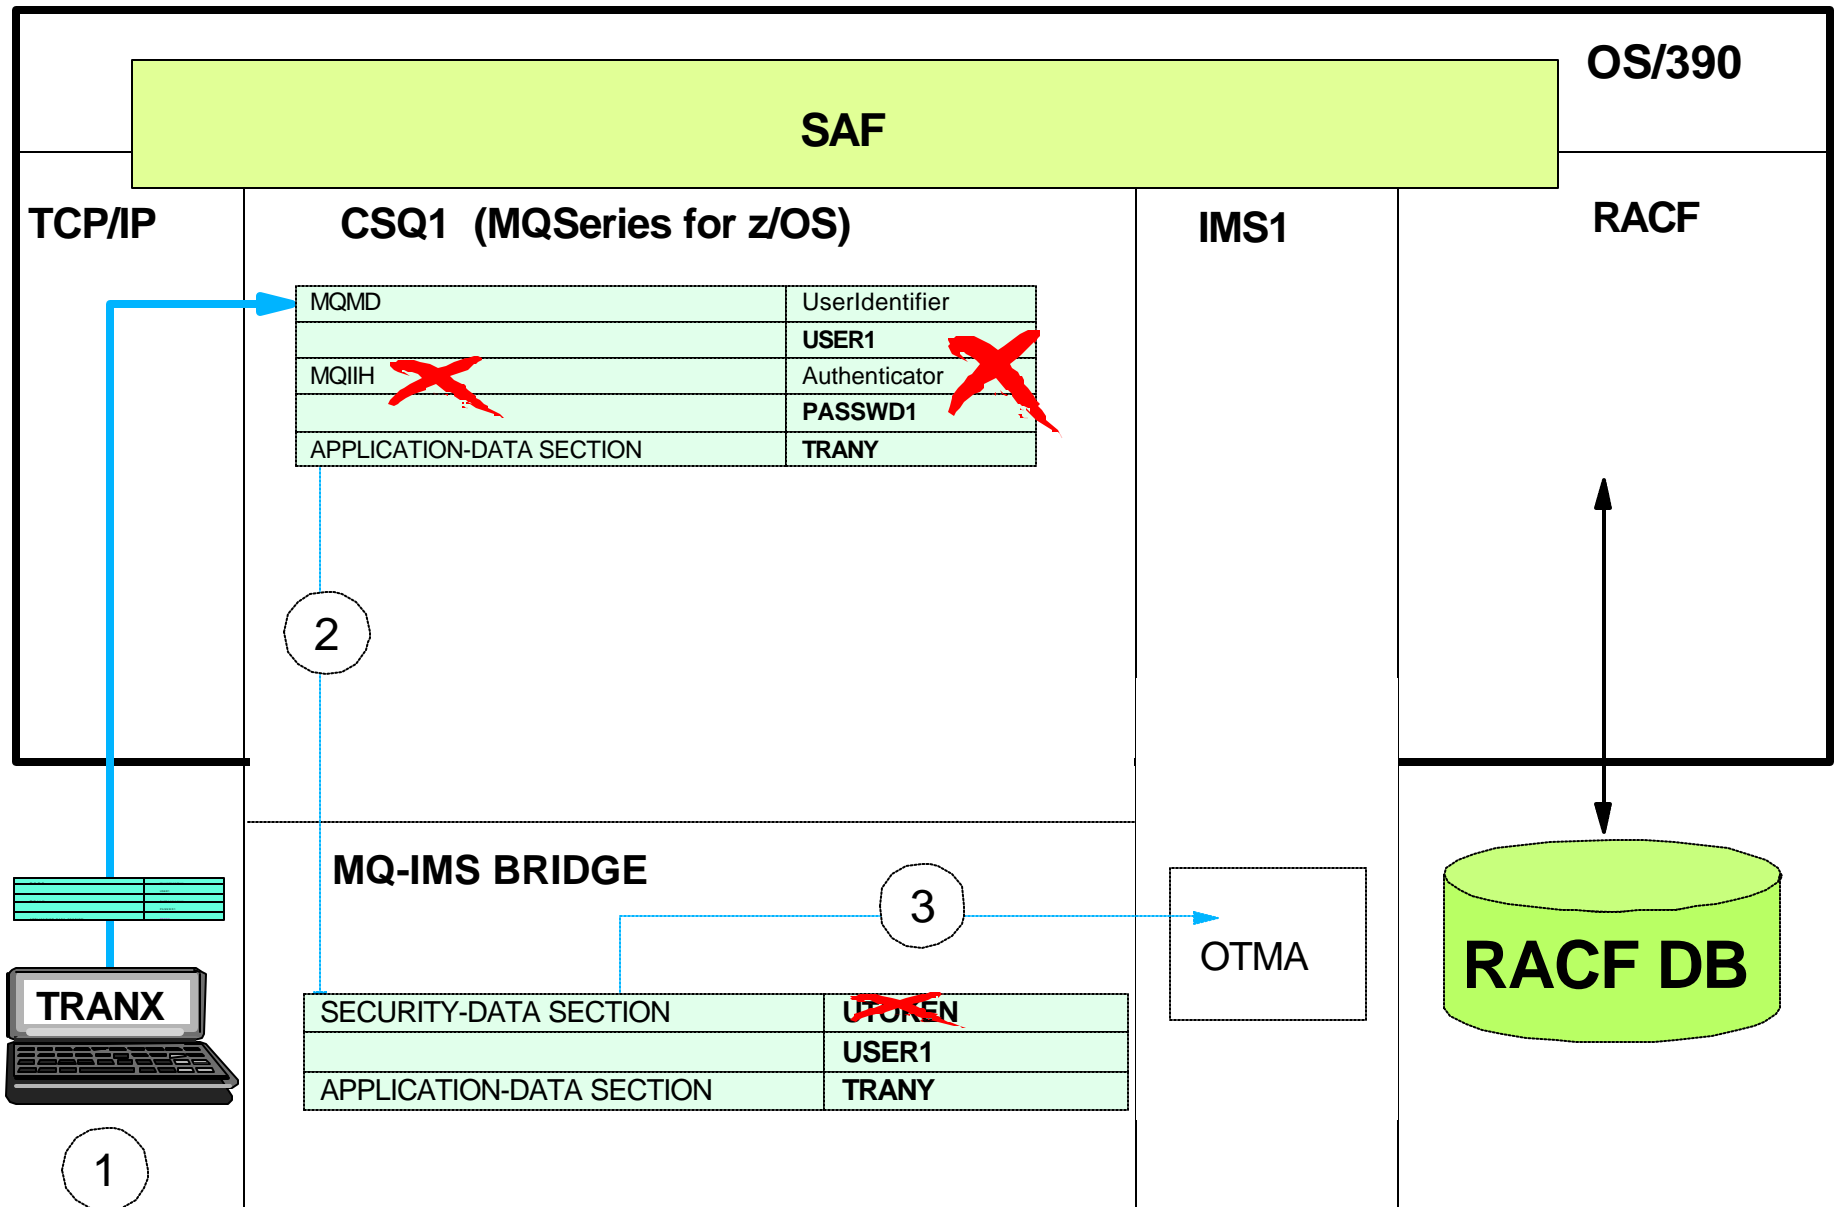 OS/390
SAF
TCP/IP
CSQ1 (MQSeries for z/OS)
IMS1
RACF
MQMD UserIdentifier
USER1
MQIIH Authenticator
PASSWD1
APPLICATION-DATA SECTION TRANY
2
MQ-IMS BRIDGE
3
OTMA
RACF DB
TRANX
SECURITY-DATA SECTION UTOKEN
USER1
APPLICATION-DATA SECTION TRANY
1